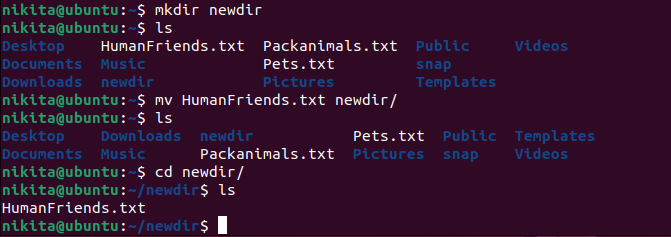 nikita@ubuntu:~$ mkdir newdir
nikita@ubuntu:~$ ls
Desktop    HumanFriends.txt  Packanimals.txt  Public     Videos
Documents  Music             Pets.txt         snap
Downloads  newdir            Pictures         Templates
nikita@ubuntu:~$ mv HumanFriends.txt newdir/
nikita@ubuntu:~$ ls
Desktop    Downloads  newdir           Pets.txt  Public  Templates
Documents  Music      Packanimals.txt  Pictures  snap    Videos
nikita@ubuntu:~$ cd newdir/
nikita@ubuntu:~/newdir$ ls
HumanFriends.txt
nikita@ubuntu:~/newdir$